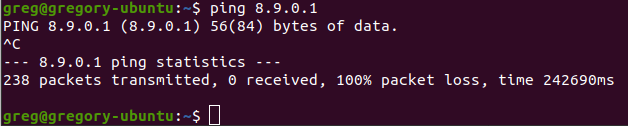 greg@gregory-ubuntu:~$ ping 8.9.0.1
PING 8.9.0.1 (8.9.0.1) 56(84) bytes of data.
^C
--- 8.9.0.1 ping statistics ---
238 packets transmitted, 0 received, 100% packet loss, time 242690ms
greg@gregory-ubuntu:~$